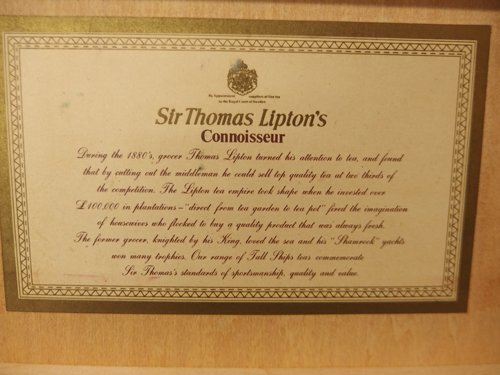 By Appointment suppliers of fine tea
to the Royal Court of Sweden
Sir Thomas Lipton's
Connoisseur
During the 1880's, grocer Thomas Lipton turned his attention to tea, and found
that by cutting out the middleman he could sell top quality tea at two thirds of
the competition. The Lipton tea empire took shape when he invested over
£100,000 in plantations-"direct from tea garden to tea pot" fired the imagination
of housewives who flocked to buy a quality product that was always fresh.
The former grocer, knighted by his King, loved the sea and his "Shamrock" yachts
won many trophies. Our range of Tall Ships teas commemorate
Sir Thomas's standards of sportsmanship, quality and value.